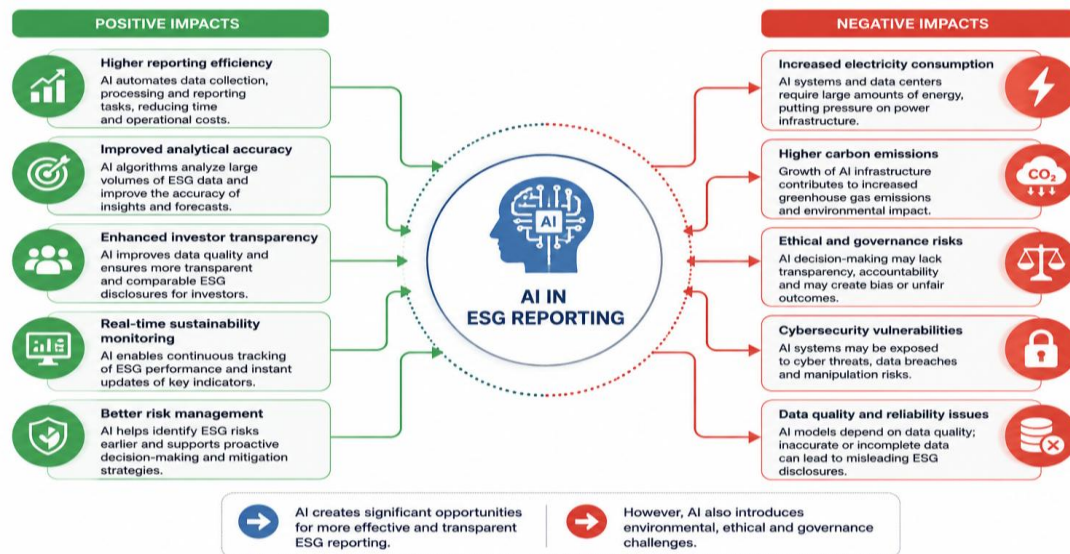 POSITIVE IMPACTS
Higher reporting efficiency
AI automates data collection,
processing and reporting
tasks, reducing time
and operational costs.
Improved analytical accuracy
AI algorithms analyze large
volumes of ESG data and
improve the accuracy of
insights and forecasts.
Enhanced investor transparency
AI improves data quality and
ensures more transparent
and comparable ESG
disclosures for investors.
Real-time sustainability
monitoring
AI enables continuous tracking
of ESG performance and instant
updates of key indicators.
Better risk management
AI helps identify ESG risks
earlier and supports proactive
decision-making and mitigation
strategies.
AI
AI IN
ESG REPORTING
NEGATIVE IMPACTS
Increased electricity consumption
AI systems and data centers
require large amounts of energy,
putting pressure on power
infrastructure.
Higher carbon emissions
Growth of AI infrastructure
contributes to increased
greenhouse gas emissions
and environmental impact.
CO₂
Ethical and governance risks
AI decision-making may lack
transparency, accountability
and may create bias or unfair
outcomes.
Cybersecurity vulnerabilities
AI systems may be exposed
to cyber threats, data breaches
and manipulation risks.
Data quality and reliability issues
AI models depend on data quality;
inaccurate or incomplete data
can lead to misleading ESG
disclosures.
AI creates significant opportunities
for more effective and transparent
ESG reporting.
However, AI also introduces
environmental, ethical and governance
challenges.